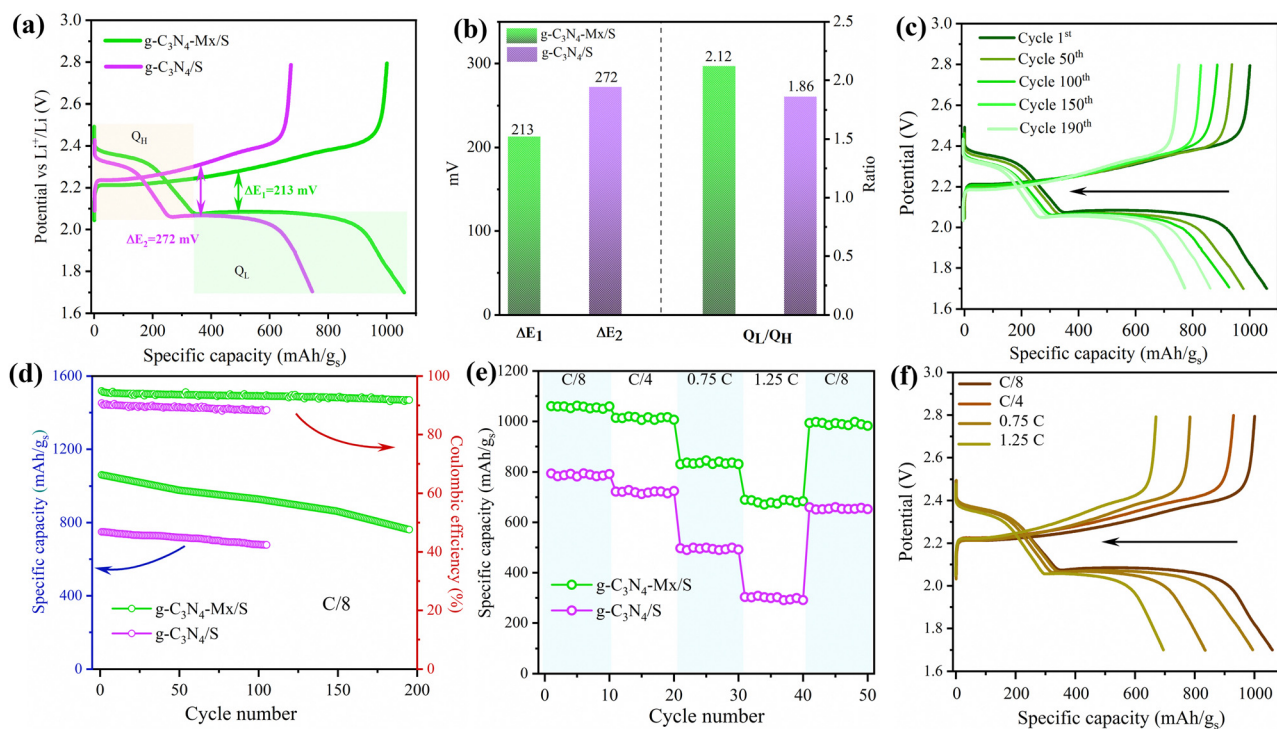 (a)
3.0
2.8
2.6
2.4
2.2
2.0
1.8
1.6
Potential vs Li⁺/Li (V)
g-C₃N₄-Mx/S
g-C₃N₄/S
Q_H
ΔE₁=213 mV
ΔE₂=272 mV
Q_L
0 200 400 600 800 1000
Specific capacity (mAh/gₛ)
(b)
300
200
100
0
mV
g-C₃N₄-Mx/S
g-C₃N₄/S
213
272
2.12
1.86
2.5
2.0
1.5
1.0
0.5
0.0
Ratio
ΔE₁ ΔE₂ Q_L/Q_H
(c)
3.0
2.8
2.6
2.4
2.2
2.0
1.8
1.6
Potential (V)
Cycle 1ˢᵗ
Cycle 50ᵗʰ
Cycle 100ᵗʰ
Cycle 150ᵗʰ
Cycle 190ᵗʰ
0 200 400 600 800 1000
Specific capacity (mAh/gₛ)
(d)
1600
1400
1200
1000
800
600
400
Specific capacity (mAh/gₛ)
100
80
60
40
20
0
Coulombic efficiency (%)
g-C₃N₄-Mx/S
g-C₃N₄/S
C/8
0 50 100 150 200
Cycle number
(e)
1200
1000
800
600
400
200
0
Specific capacity (mAh/gₛ)
C/8 C/4 0.75 C 1.25 C C/8
g-C₃N₄-Mx/S
g-C₃N₄/S
0 10 20 30 40 50
Cycle number
(f)
3.0
2.8
2.6
2.4
2.2
2.0
1.8
1.6
Potential (V)
C/8
C/4
0.75 C
1.25 C
0 200 400 600 800 1000
Specific capacity (mAh/gₛ)